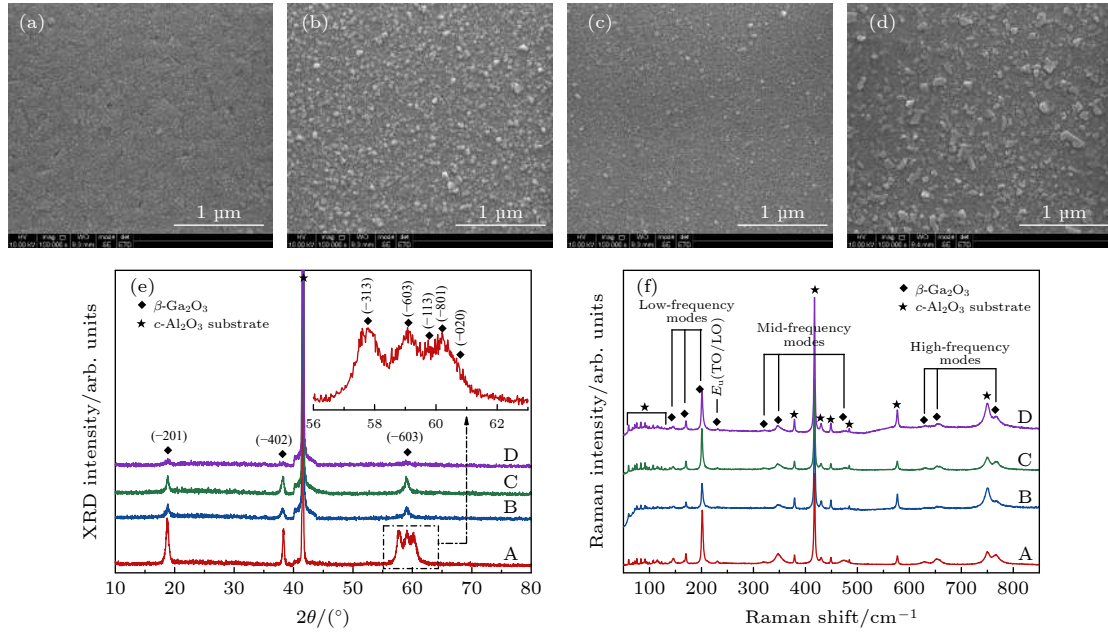 (a)
1 µm
(b)
1 µm
(c)
1 µm
(d)
1 µm
(e)
◆ β-Ga₂O₃
★ c-Al₂O₃ substrate
(−313)
(−603)
(−113)
(−801)
(−020)
56 58 59 60
(−201)
(−402)
(−603)
D
C
B
A
XRD intensity/arb. units
10 20 30 40 50 60 70 80
2θ/(°)
(f)
◆ β-Ga₂O₃
★ c-Al₂O₃ substrate
Low-frequency
modes
Eᵤ(TO/LO)
Mid-frequency
modes
High-frequency
modes
D
C
B
A
Raman intensity/arb. units
100 200 300 400 500 600 700 800
Raman shift/cm⁻¹